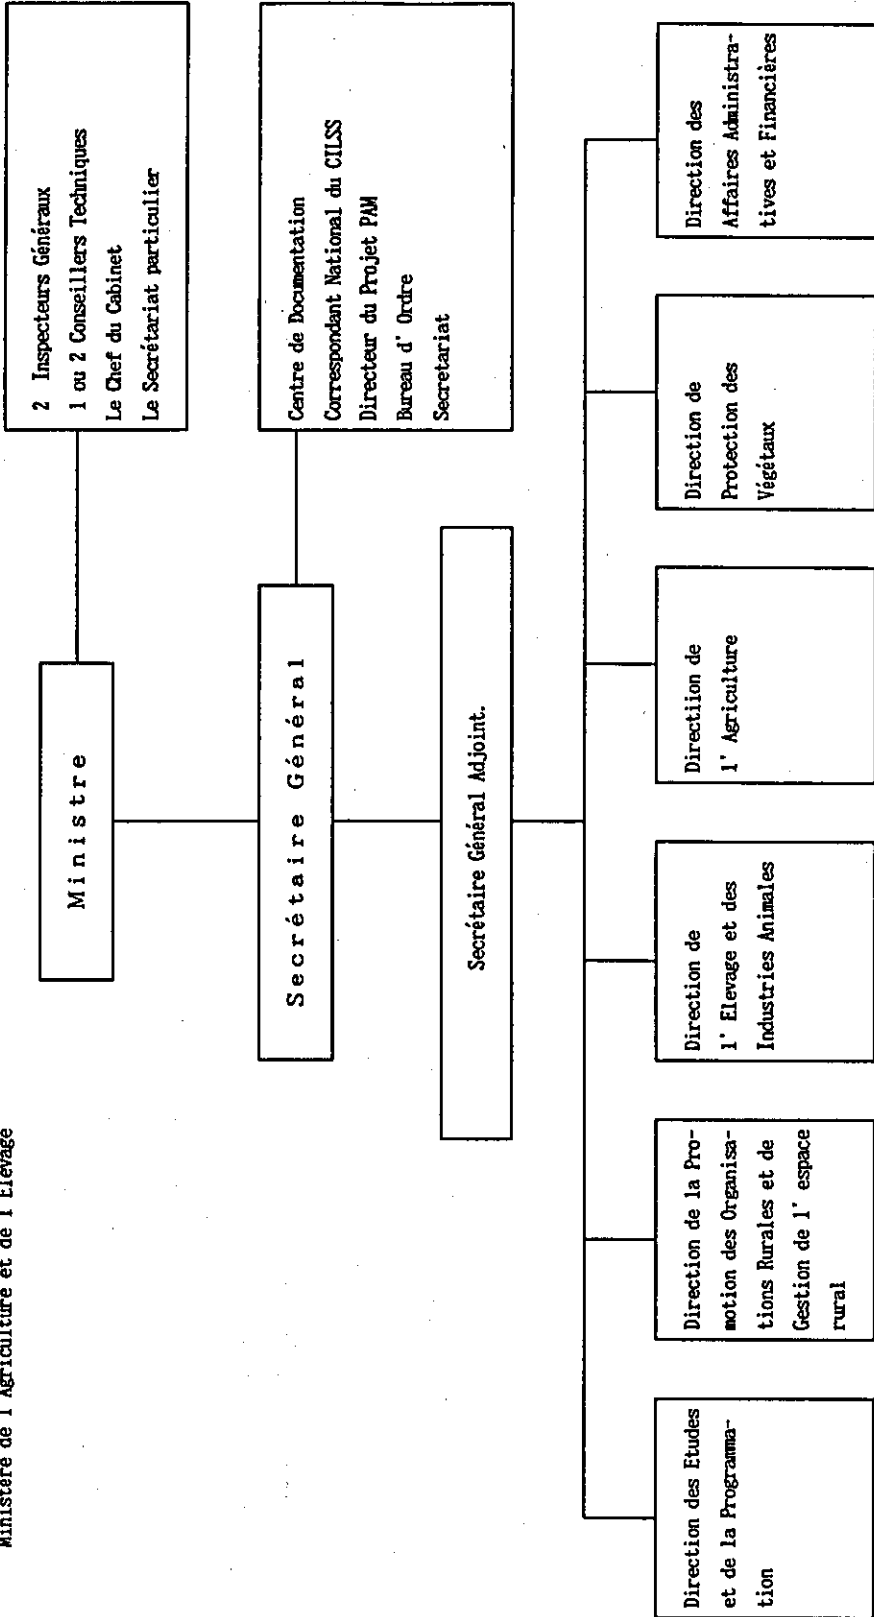 Ministère de l'Agriculture et de l'Elevage
Ministre
2 Inspecteurs Généraux
1 ou 2 Conseillers Techniques
Le Chef du Cabinet
Le Secrétariat particulier
Secrétaire Général
Centre de Documentation
Correspondant National du CILSS
Directeur du Projet PAM
Bureau d' Ordre
Secretariat
Secrétaire Général Adjoint.
Direction des Etudes
et de la Programma-
tion
Direction de la Pro-
motion des Organisa-
tions Rurales et de
Gestion de l' espace
rural
Direction de
l' Elevage et des
Industries Animales
Directiion de
l' Agriculture
Direction de
Protection des
Végétaux
Direction des
Affaires Administra-
tives et Financières